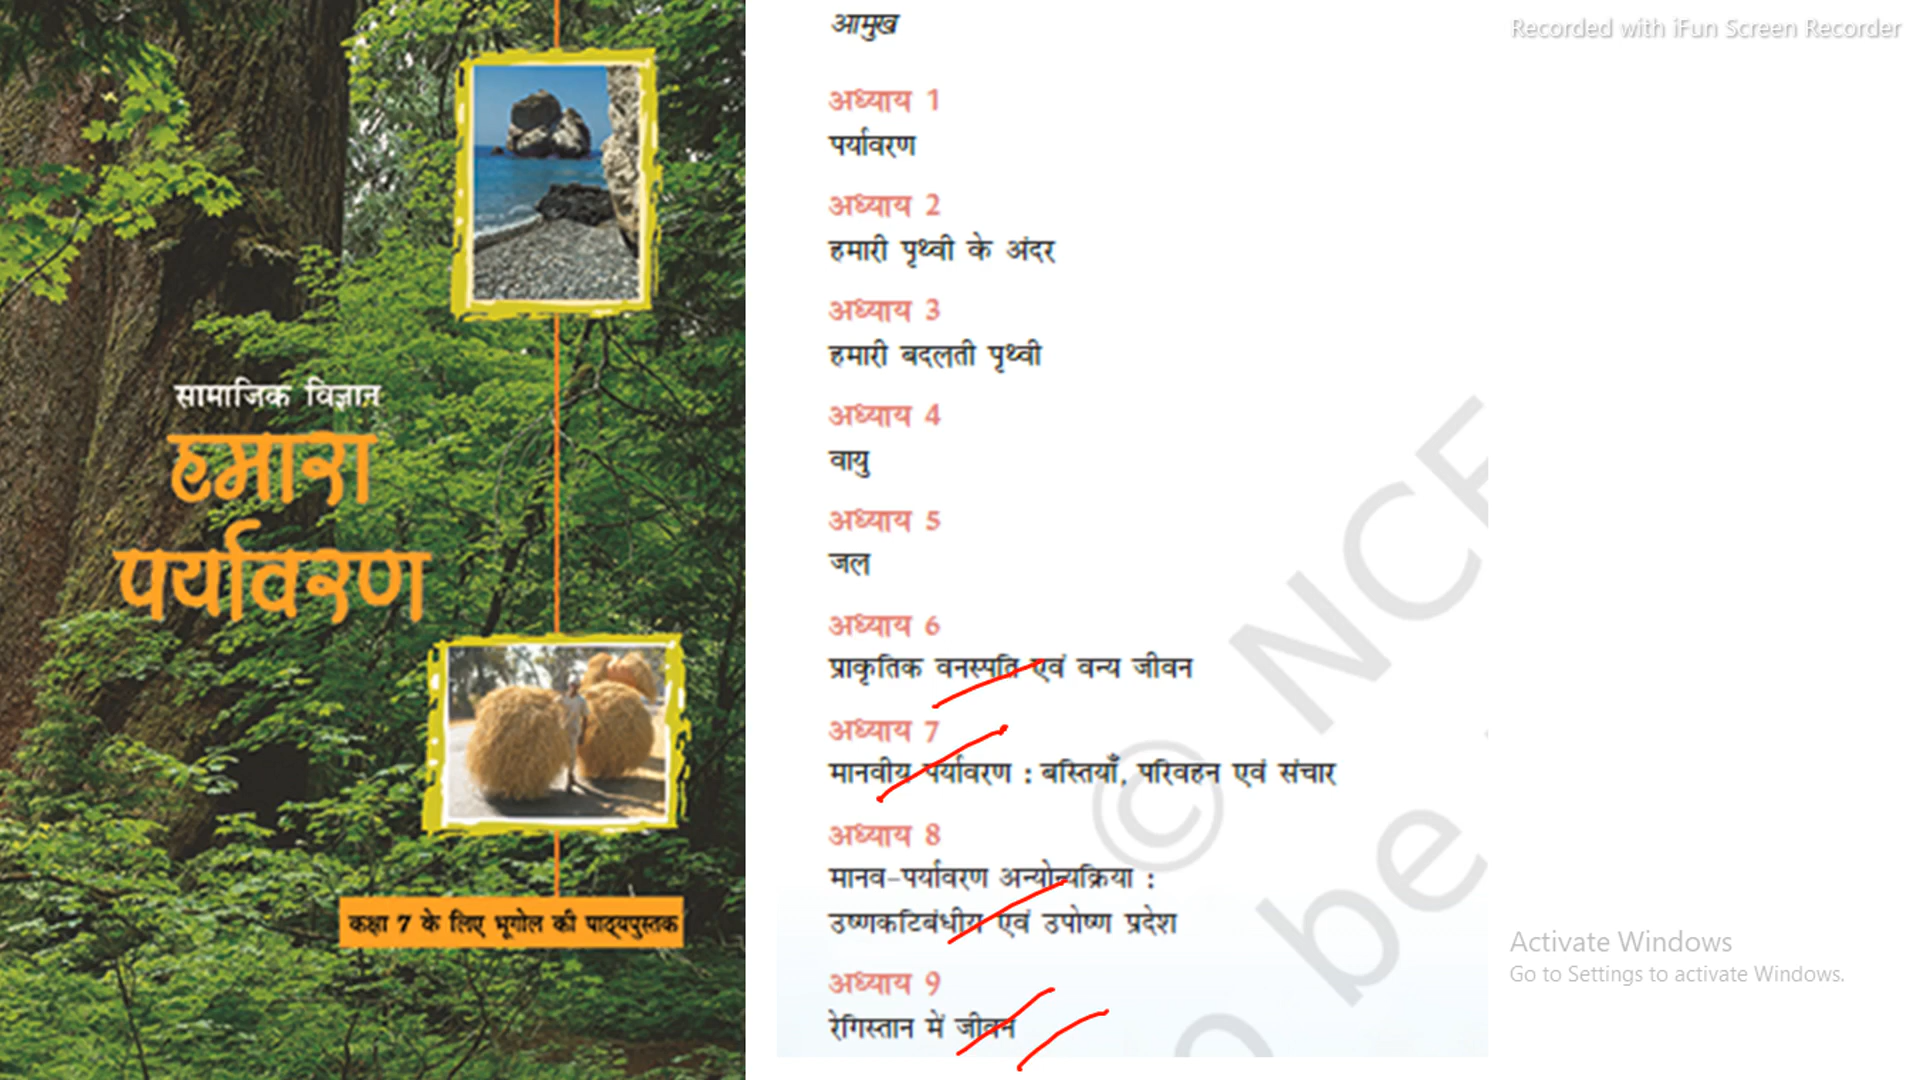 सामाजिक विज्ञान
हमारा
पर्यावरण
कक्षा 7 के लिए भूगोल की पाठ्यपुस्तक
आमुख
अध्याय 1
पर्यावरण
अध्याय 2
हमारी पृथ्वी के अंदर
अध्याय 3
हमारी बदलती पृथ्वी
अध्याय 4
वायु
अध्याय 5
जल
अध्याय 6
प्राकृतिक वनस्पति एवं वन्य जीवन
अध्याय 7
मानवीय पर्यावरण : बस्तियाँ, परिवहन एवं संचार
अध्याय 8
मानव-पर्यावरण अन्योन्यक्रिया :
उष्णकटिबंधीय एवं उपोष्ण प्रदेश
अध्याय 9
रेगिस्तान में जीवन
© NCE
be
Recorded with iFun Screen Recorder
Activate Windows
Go to Settings to activate Windows.